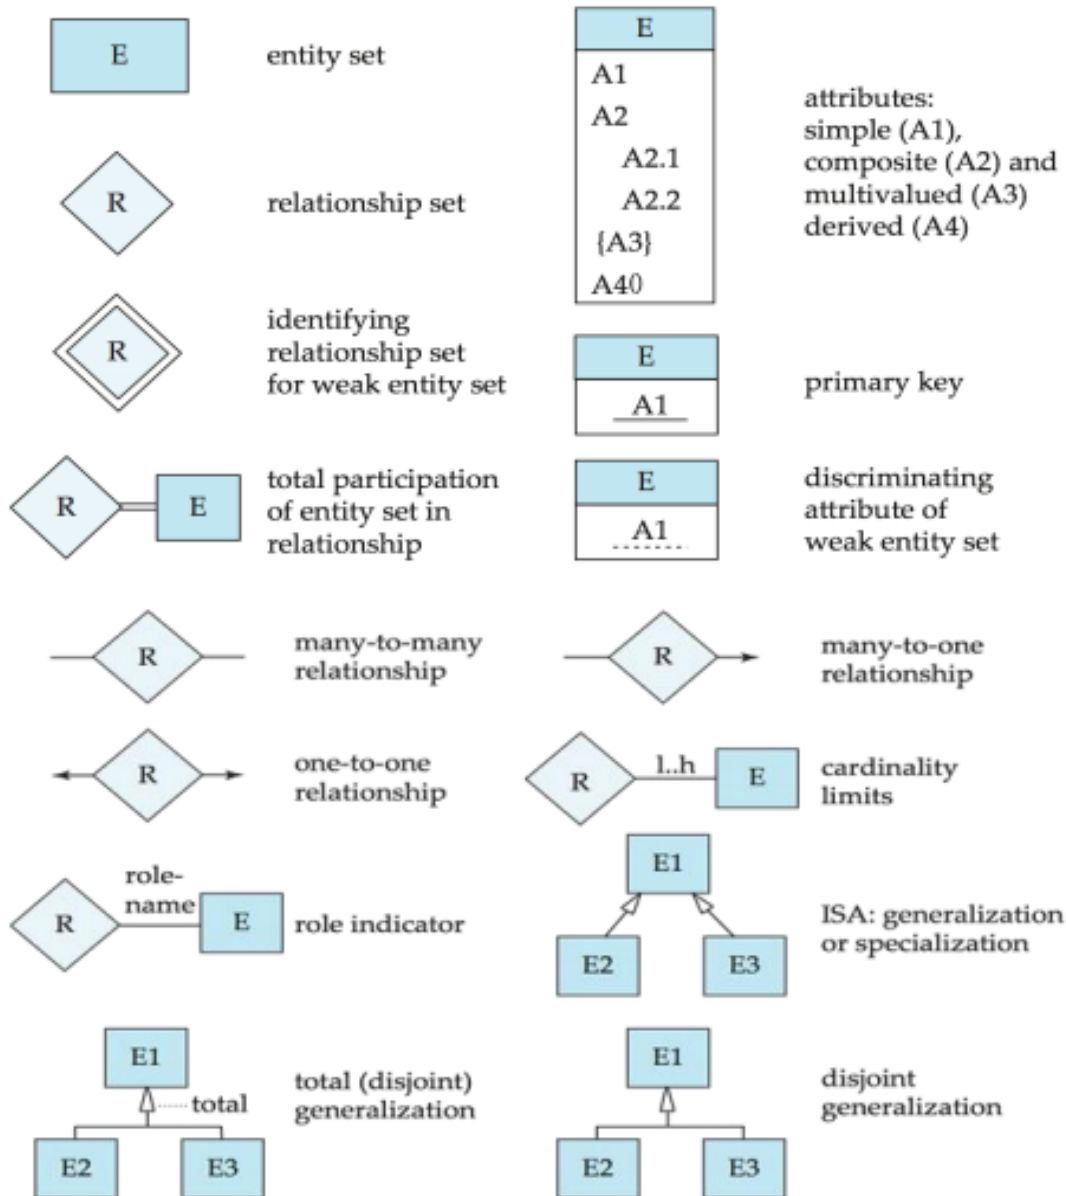 E
entity set
R
relationship set
R
identifying
relationship set
for weak entity set
R
E
total participation
of entity set in
relationship
E
A1
A2
A2.1
A2.2
{A3}
A4()
attributes:
simple (A1),
composite (A2) and
multivalued (A3)
derived (A4)
E
A1
primary key
E
A1
discriminating
attribute of
weak entity set
R
many-to-many
relationship
R
many-to-one
relationship
R
one-to-one
relationship
R
l..h
E
cardinality
limits
R
role-
name
E
role indicator
E1
E2
E3
ISA: generalization
or specialization
E1
total
E2
E3
total (disjoint)
generalization
E1
E2
E3
disjoint
generalization